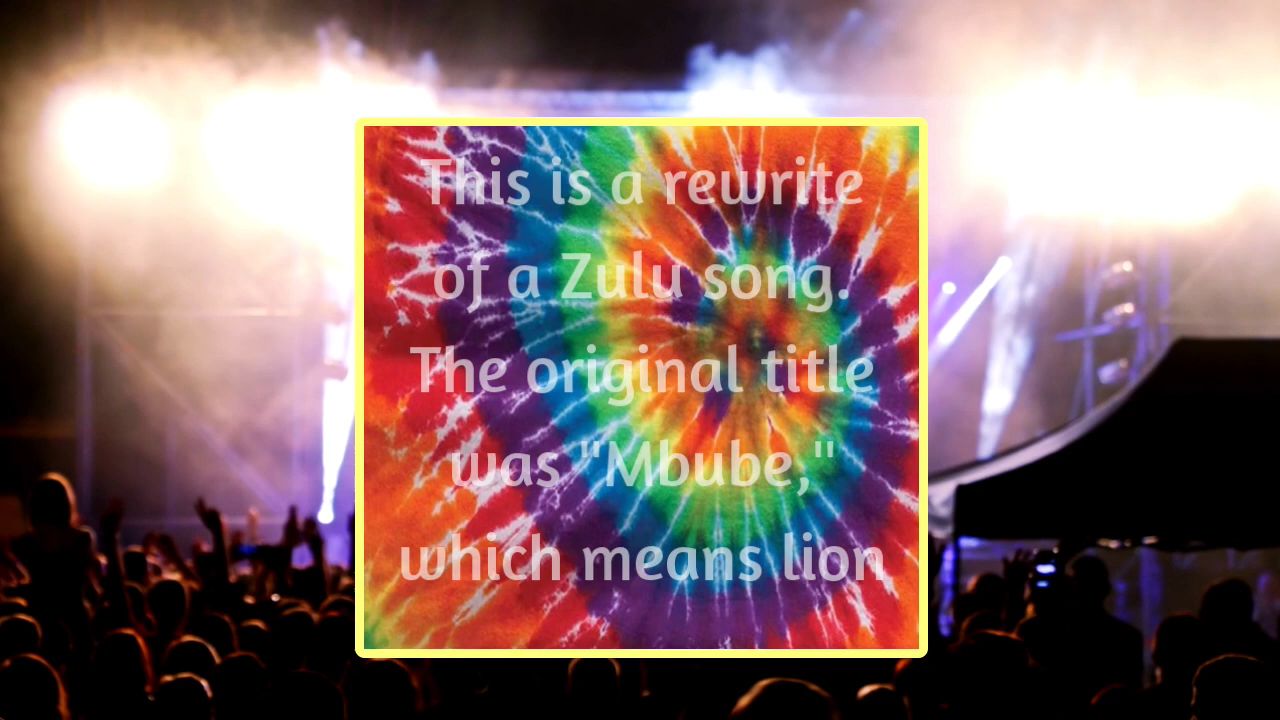 This is a rewrite
of a Zulu song.
The original title
was "Mbube,"
which means lion